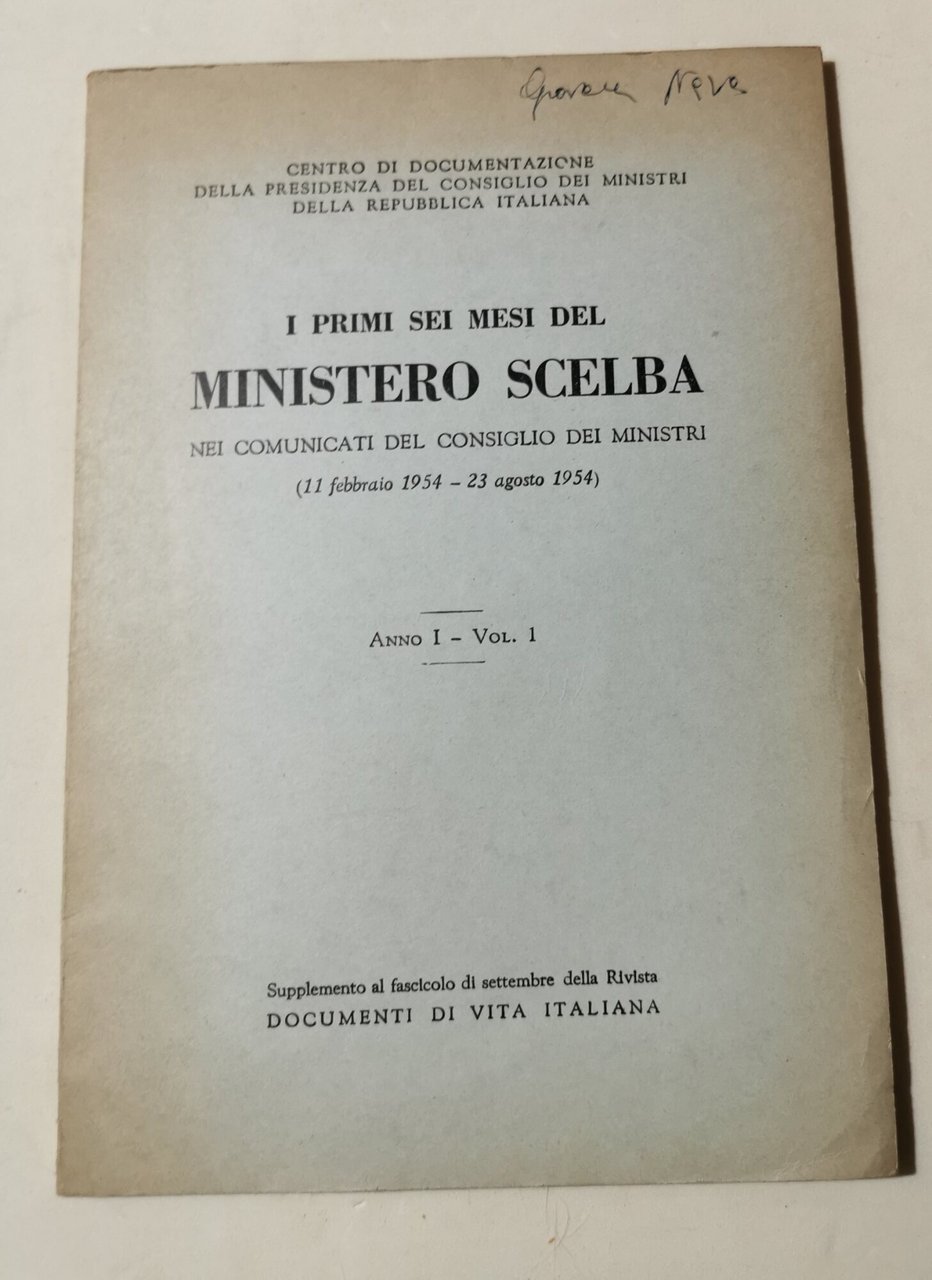 CENTRO DI DOCUMENTAZIONE
DELLA PRESIDENZA DEL CONSIGLIO DEI MINISTRI
DELLA REPUBBLICA ITALIANA
I PRIMI SEI MESI DEL
MINISTERO SCELBA
NEI COMUNICATI DEL CONSIGLIO DEI MINISTRI
(11 febbraio 1954 – 23 agosto 1954)
ANNO I – VOL. 1
Supplemento al fascicolo di settembre della Rivista
DOCUMENTI DI VITA ITALIANA